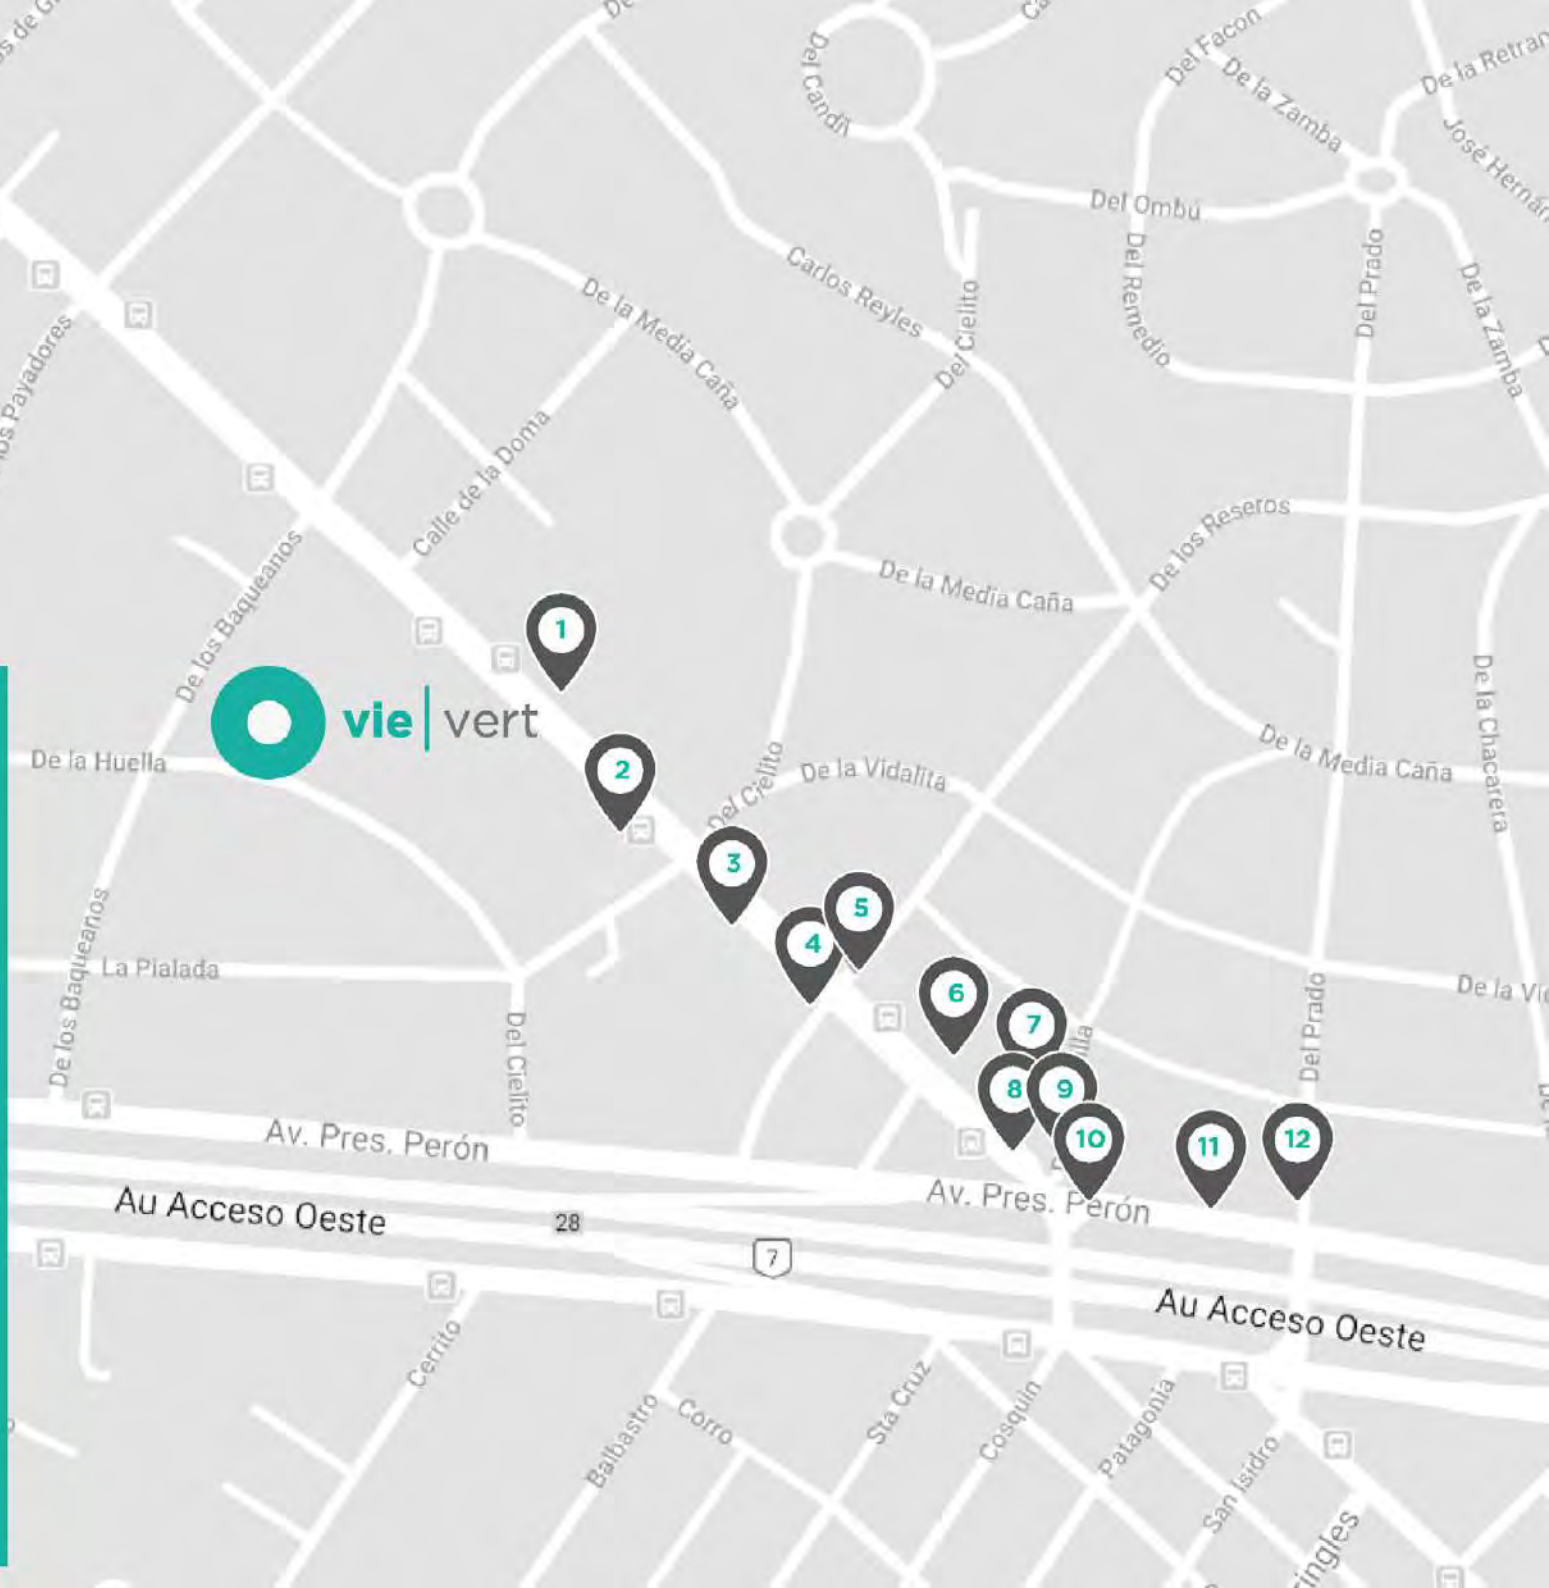 Del Candil
Del Facon
De la Zamba
De la Retran
José Hernán
Del Ombú
Del Remedio
Del Prado
De la Zamba
De la Media Caña
Carlos Reyles
Del Cielito
los Payadores
Calle de la Doma
De los Baqueanos
De la Media Caña
De los Reseros
1
vie | vert
De la Huella
2
Del Cielito
De la Vidalita
De la Media Caña
De la Chacarera
3
4
5
La Pialada
De los Baqueanos
6
7
De la Vid
Del Prado
Del Cielito
8
9
10
11
12
Av. Pres. Perón
Av. Pres. Perón
Au Acceso Oeste
28
7
Au Acceso Oeste
Cerrito
Balbastro
Corro
Sta Cruz
Cosquin
Patagonia
San Isidro
ringles